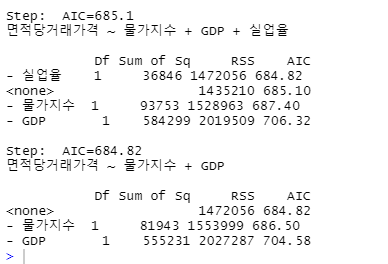 Step:  AIC=685.1
면적당거래가격 ~ 물가지수 + GDP + 실업율
Df Sum of Sq     RSS    AIC
- 실업율    1     36846 1472056 684.82
<none>                 1435210 685.10
- 물가지수  1     93753 1528963 687.40
- GDP       1    584299 2019509 706.32
Step:  AIC=684.82
면적당거래가격 ~ 물가지수 + GDP
Df Sum of Sq     RSS    AIC
<none>                 1472056 684.82
- 물가지수  1     81943 1553999 686.50
- GDP       1    555231 2027287 704.58
>